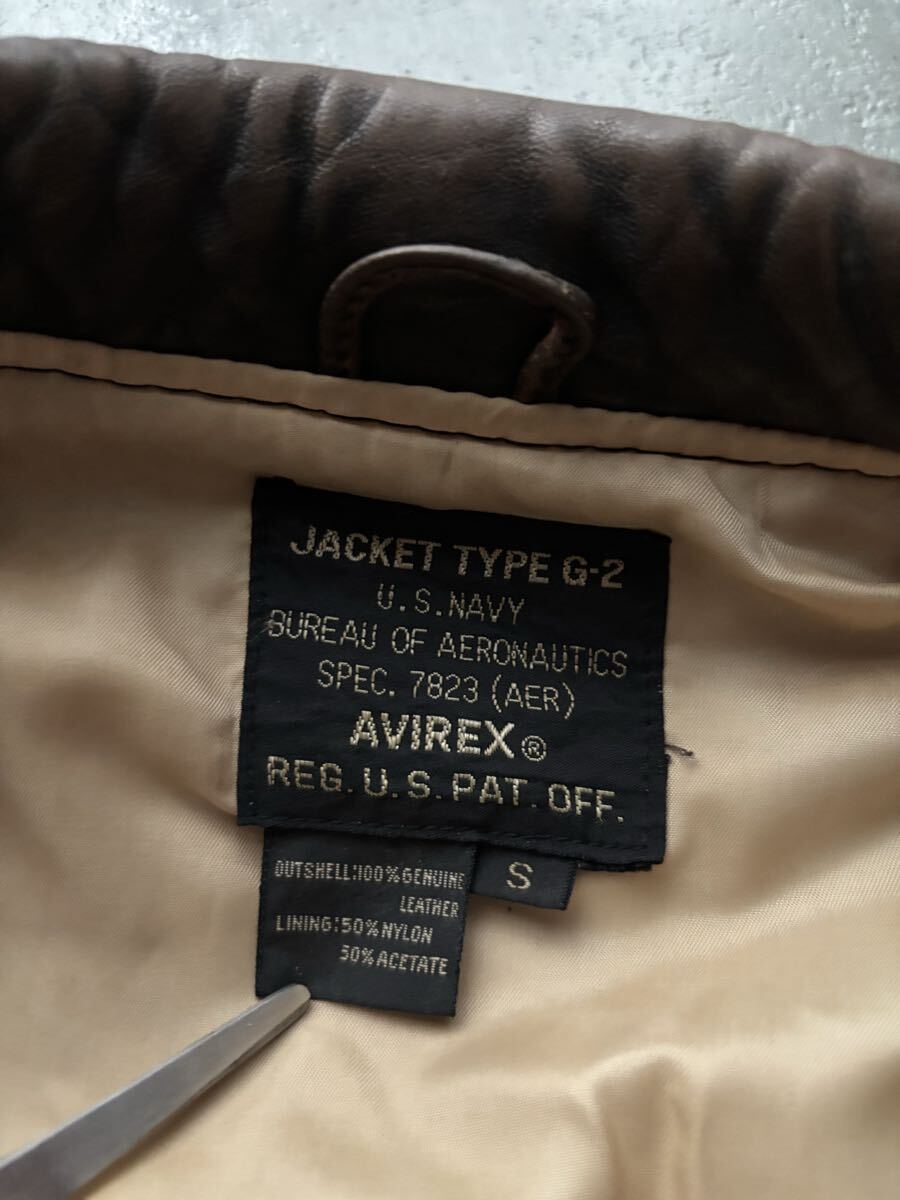 JACKET TYPE G-2
U.S. NAVY
BUREAU OF AERONAUTICS
SPEC. 7823 (AER)
AVIREX®
REG. U.S. PAT. OFF.
S
OUTSHELL:100%GENUINE
LEATHER
LINING:50%NYLON
50%ACETATE